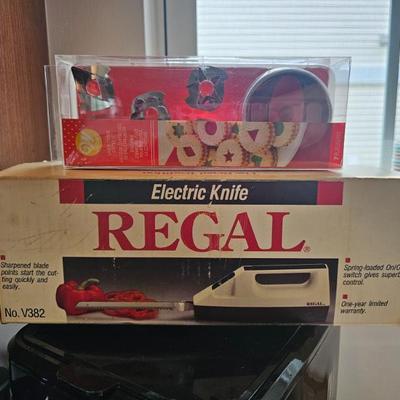 Electric Knife
REGAL®
Sharpened blade
points start the cut-
ting quickly and
easily.
No. V382
Spring-loaded On/O
switch gives superb
control.
One-year limited
warranty.
REGAL